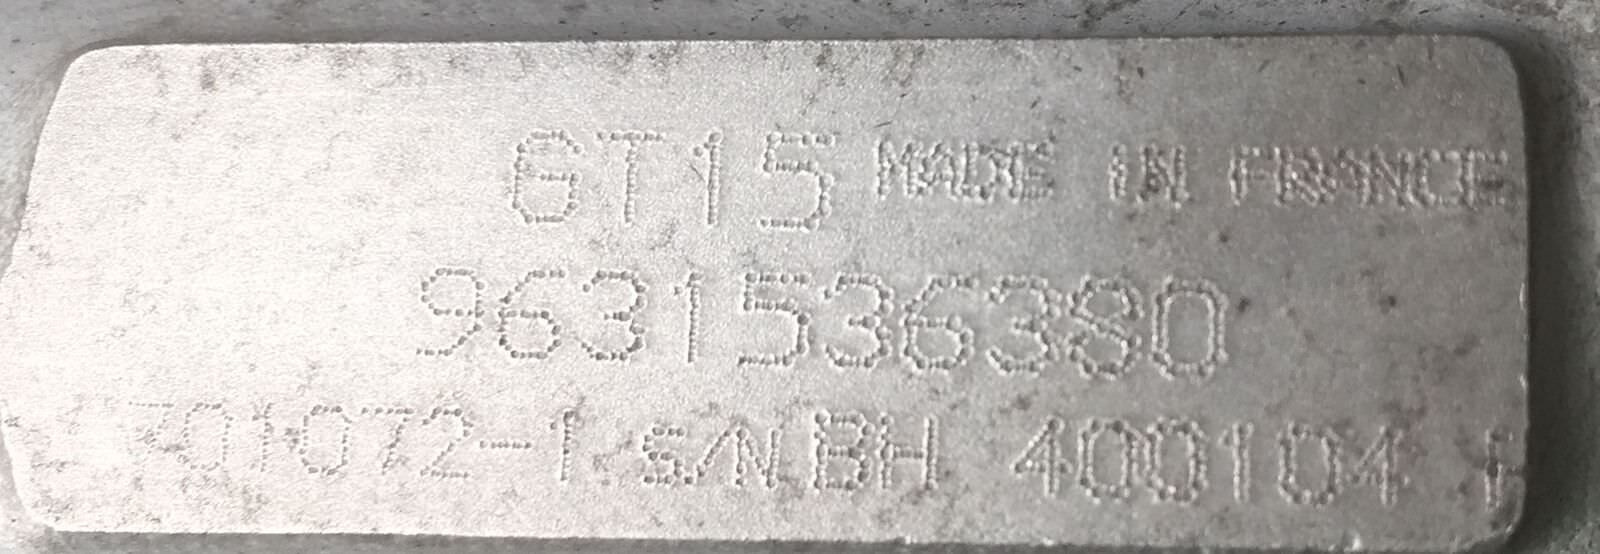 GT15 MADE IN FRANCE
9631536380
701072-1 S/N BH 400104